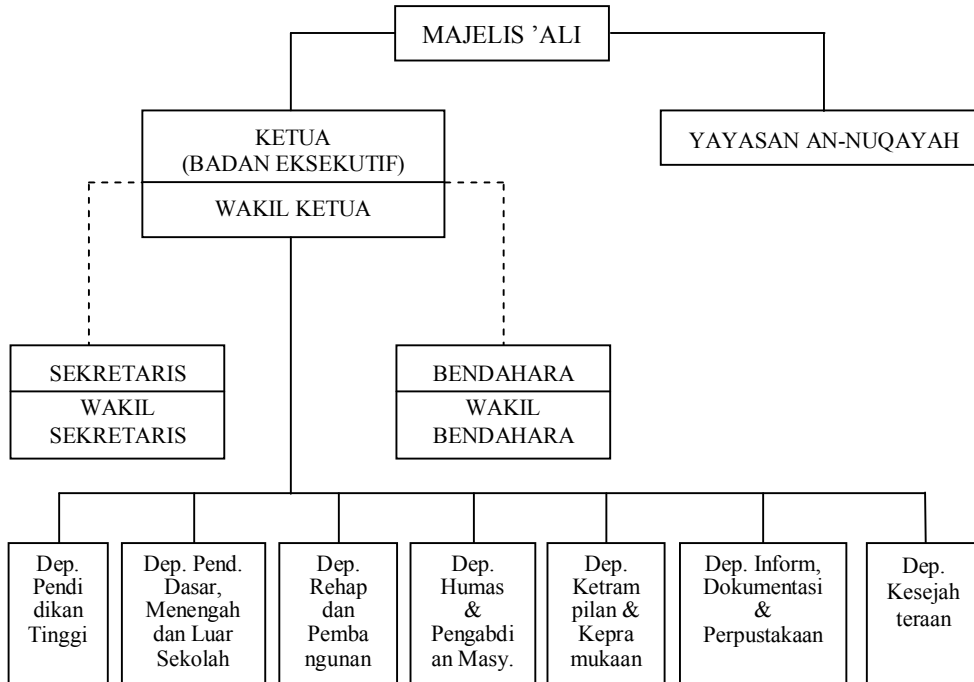 MAJELIS ’ALI
KETUA
(BADAN EKSEKUTIF)
WAKIL KETUA
YAYASAN AN-NUQAYAH
SEKRETARIS
WAKIL
SEKRETARIS
BENDAHARA
WAKIL
BENDAHARA
Dep.
Pendi
dikan
Tinggi
Dep. Pend.
Dasar,
Menengah
dan Luar
Sekolah
Dep.
Rehap
dan
Pemba
ngunan
Dep.
Humas
&
Pengabdi
an Masy.
Dep.
Ketram
pilan &
Kepra
mukaan
Dep. Inform,
Dokumentasi
&
Perpustakaan
Dep.
Kesejah
teraan